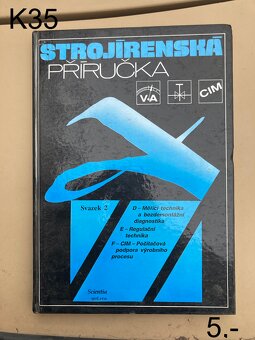 K35
STROJÍRENSKÁ
PŘÍRUČKA
V A
CIM
Svazek 2
D - Měřicí technika
a bezdemontážní
diagnostika
E - Regulační
technika
F - CIM - Počítačová
podpora výrobního
procesu
Scientia
spol. s r.o.
5,-